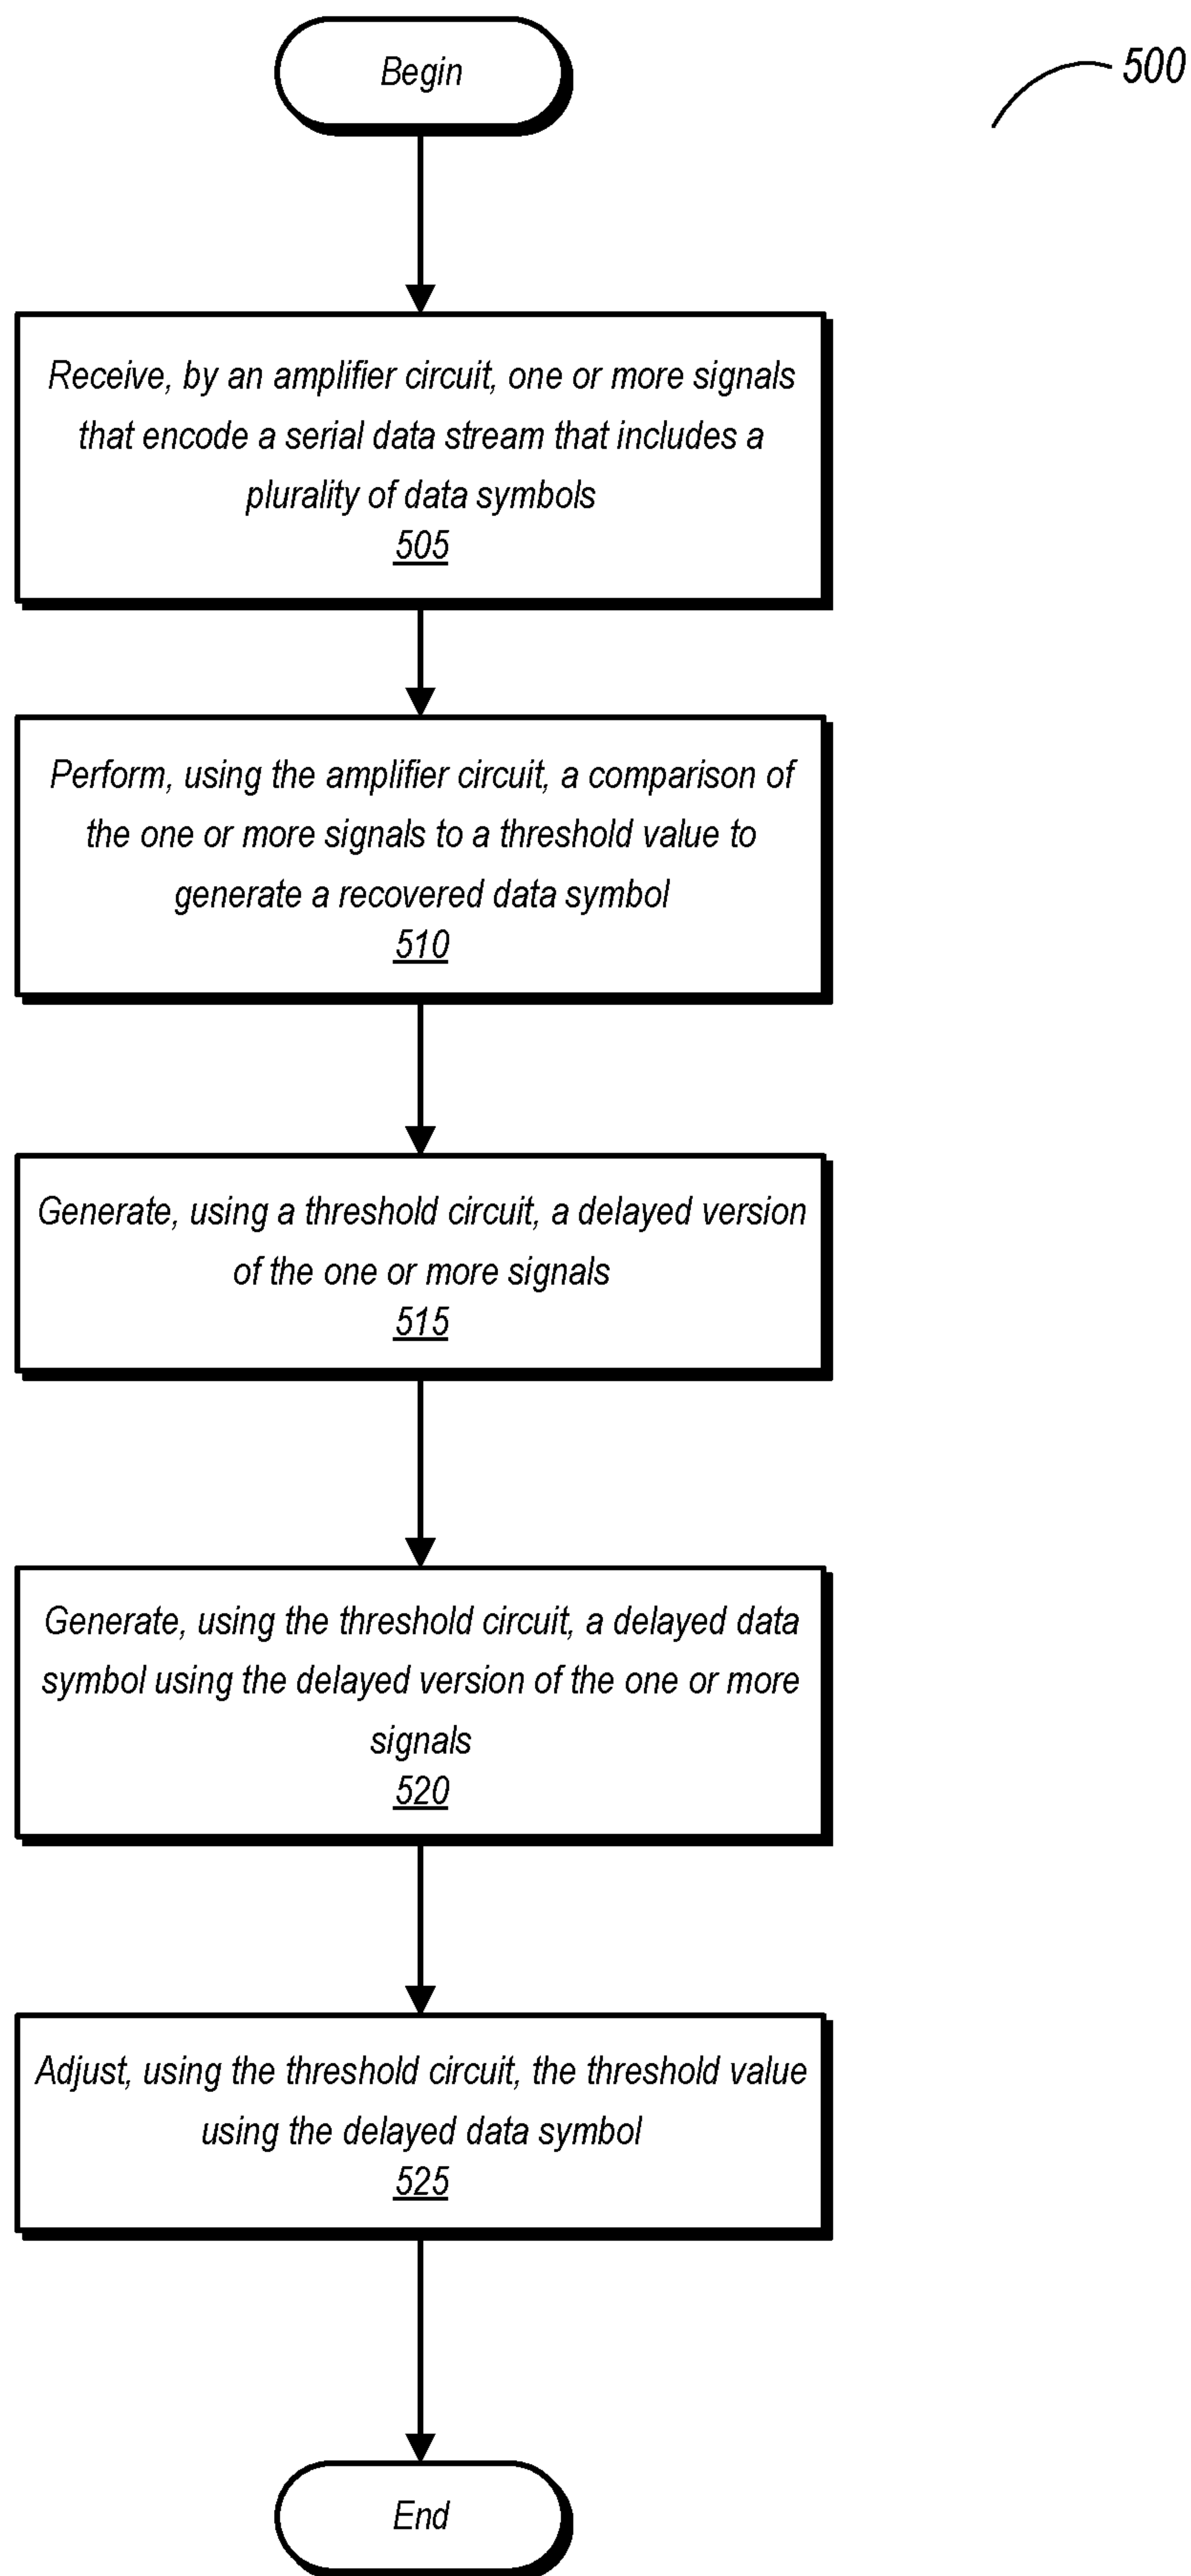 Begin
500
Receive, by an amplifier circuit, one or more signals
that encode a serial data stream that includes a
plurality of data symbols
505
Perform, using the amplifier circuit, a comparison of
the one or more signals to a threshold value to
generate a recovered data symbol
510
Generate, using a threshold circuit, a delayed version
of the one or more signals
515
Generate, using the threshold circuit, a delayed data
symbol using the delayed version of the one or more
signals
520
Adjust, using the threshold circuit, the threshold value
using the delayed data symbol
525
End